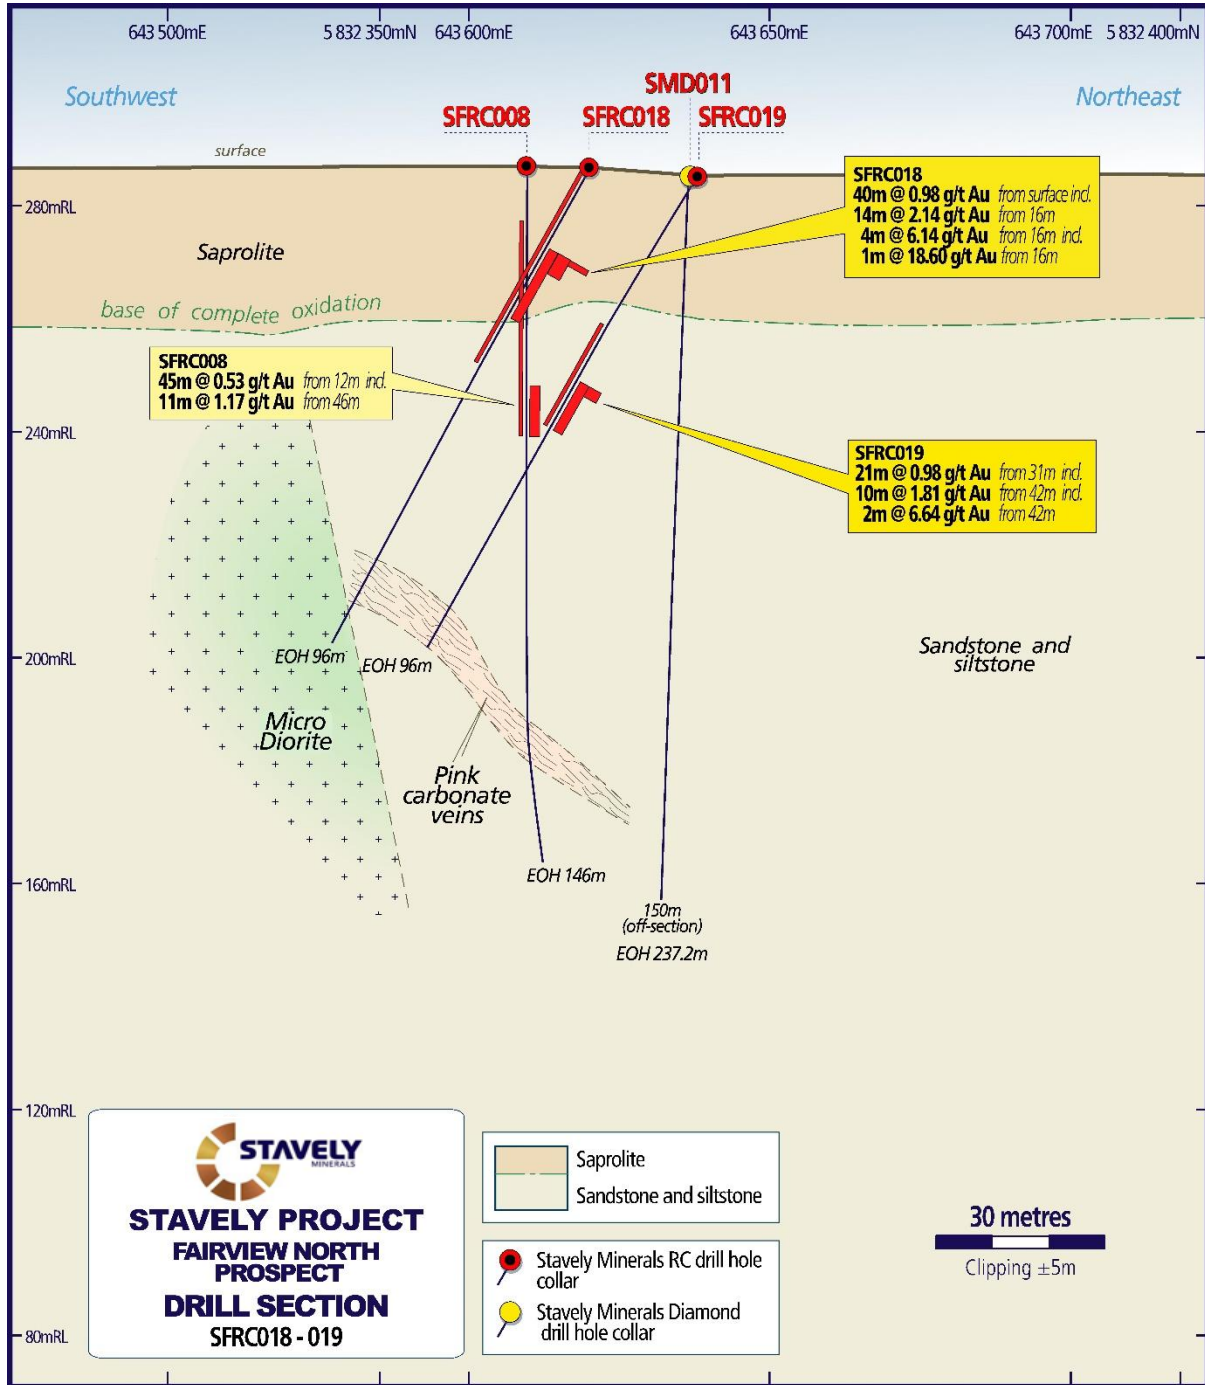 643 500mE 5 832 350mN 643 600mE 643 650mE 643 700mE 5 832 400mN
Southwest
Northeast
SMD011
SFRC008 SFRC018 SFRC019
surface
280mRL
Saprolite
base of complete oxidation
SFRC018
40m @ 0.98 g/t Au from surface incl.
14m @ 2.14 g/t Au from 16m
4m @ 6.14 g/t Au from 16m incl.
1m @ 18.60 g/t Au from 16m
SFRC008
45m @ 0.53 g/t Au from 12m incl.
11m @ 1.17 g/t Au from 46m
240mRL
SFRC019
21m @ 0.98 g/t Au from 31m incl.
10m @ 1.81 g/t Au from 42m incl.
2m @ 6.64 g/t Au from 42m
200mRL
EOH 96m
EOH 96m
Sandstone and
siltstone
Micro
Diorite
Pink
carbonate
veins
160mRL
EOH 146m
150m
(off-section)
EOH 237.2m
120mRL
STAVELY
MINERALS
STAVELY PROJECT
FAIRVIEW NORTH
PROSPECT
DRILL SECTION
SFRC018 - 019
Saprolite
Sandstone and siltstone
Stavely Minerals RC drill hole
collar
Stavely Minerals Diamond
drill hole collar
30 metres
Clipping ±5m
80mRL